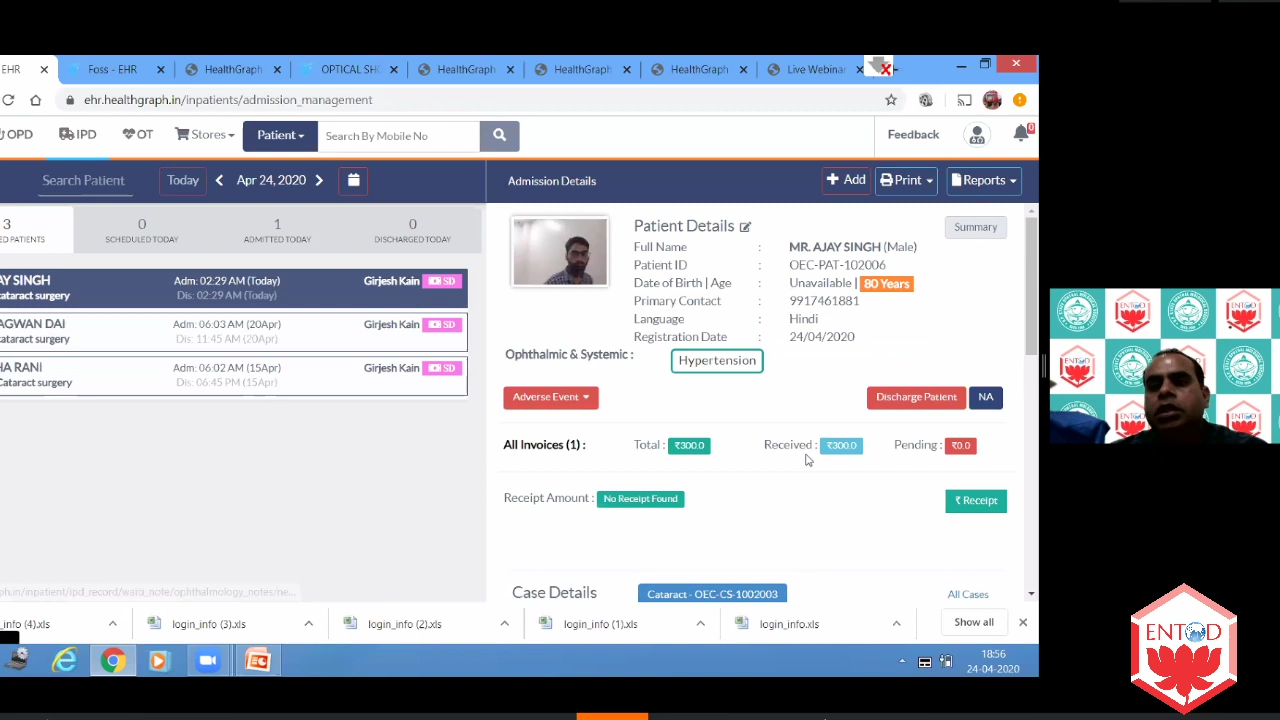 EHR
Foss - EHR
HealthGraph
OPTICAL SH
HealthGraph
HealthGraph
HealthGraph
Live Webinar
ehr.healthgraph.in/inpatients/admission_management
OPD
IPD
OT
Stores
Patient
Search By Mobile No
Feedback
0
Search Patient
Today
Apr 24, 2020
Admission Details
+ Add
Print
Reports
3
0
1
0
ED PATIENTS
SCHEDULED TODAY
ADMITTED TODAY
DISCHARGED TODAY
AY SINGH
Adm: 02:29 AM (Today)
Girjesh Kain
SD
cataract surgery
Dis: 02:29 AM (Today)
AGWAN DAI
Adm: 06:03 AM (20Apr)
Girjesh Kain
SD
cataract surgery
Dis: 11:45 AM (20Apr)
HA RANI
Adm: 06:02 AM (15Apr)
Girjesh Kain
SD
Cataract surgery
Dis: 06:45 PM (15Apr)
Patient Details
Summary
Full Name : MR. AJAY SINGH (Male)
Patient ID : OEC-PAT-102006
Date of Birth | Age : Unavailable | 80 Years
Primary Contact : 9917461881
Language : Hindi
Registration Date : 24/04/2020
Ophthalmic & Systemic : Hypertension
Adverse Event
Discharge Patient
NA
All Invoices (1) :
Total : ₹300.0
Received : ₹300.0
Pending : ₹0.0
Receipt Amount : No Receipt Found
₹ Receipt
Case Details
Cataract - OEC-CS-1002003
All Cases
(4).xls
login_info (3).xls
login_info (2).xls
login_info (1).xls
login_info.xls
Show all
18:56
24-04-2020
ENTOD
ENTOD
ENTOD
ENTOD
ENTOD
ENTOD